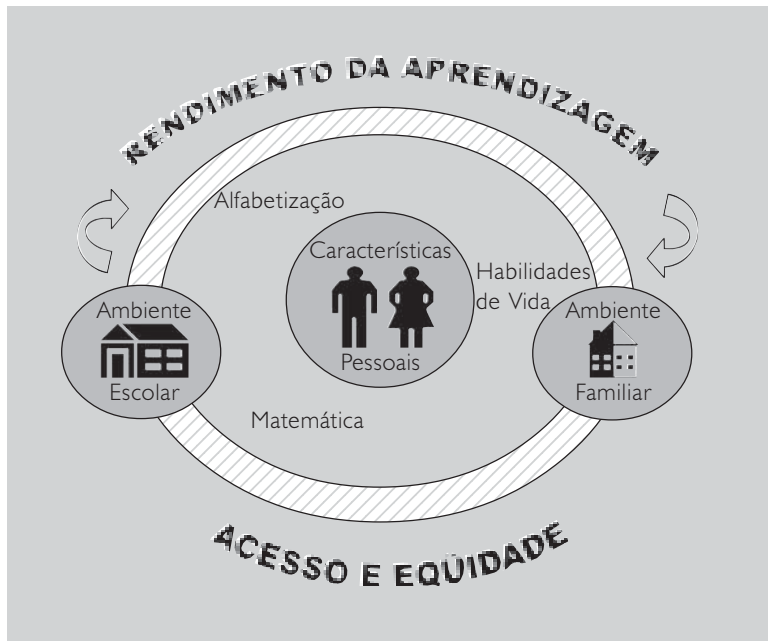 RENDIMENTO DA APRENDIZAGEM
Alfabetização
Características
Pessoais
Habilidades
de Vida
Ambiente
Escolar
Ambiente
Familiar
Matemática
ACESSO E EQÜIDADE